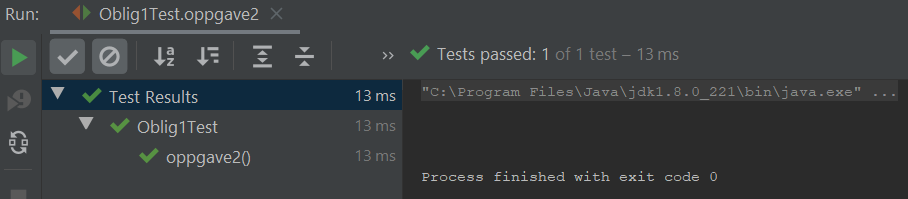 Run: Oblig1Test.oppgave2
Tests passed: 1 of 1 test – 13 ms
Test Results 13 ms
Oblig1Test 13 ms
oppgave2() 13 ms
"C:\Program Files\Java\jdk1.8.0_221\bin\java.exe" ...
Process finished with exit code 0